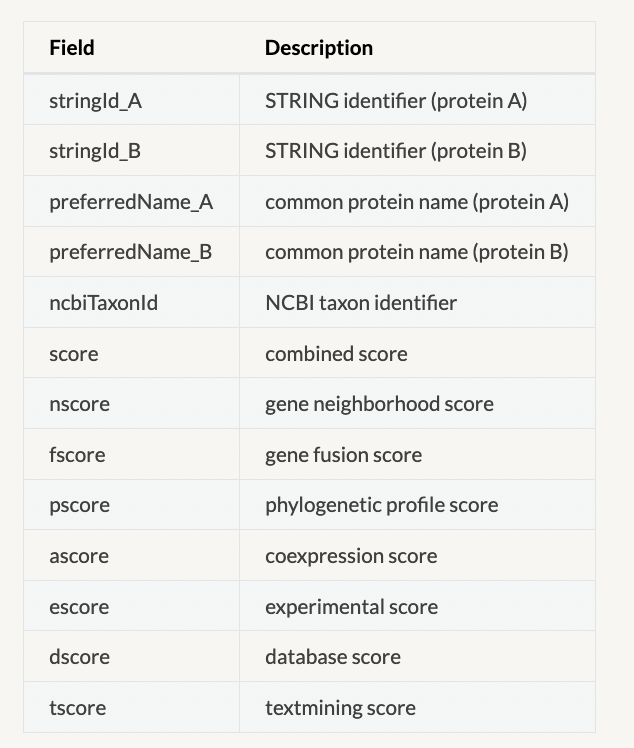 Field Description
stringId_A STRING identifier (protein A)
stringId_B STRING identifier (protein B)
preferredName_A common protein name (protein A)
preferredName_B common protein name (protein B)
ncbiTaxonId NCBI taxon identifier
score combined score
nscore gene neighborhood score
fscore gene fusion score
pscore phylogenetic profile score
ascore coexpression score
escore experimental score
dscore database score
tscore textmining score